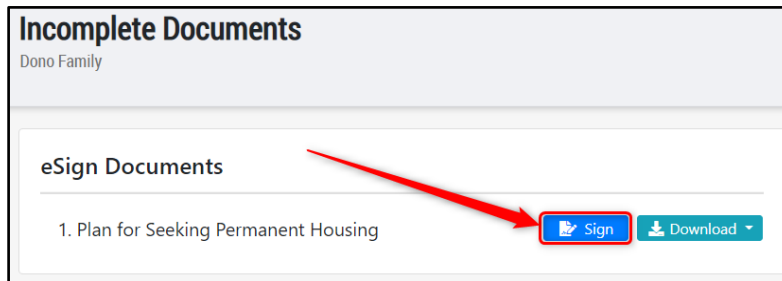 Incomplete Documents
Dono Family
eSign Documents
1. Plan for Seeking Permanent Housing
Sign
Download